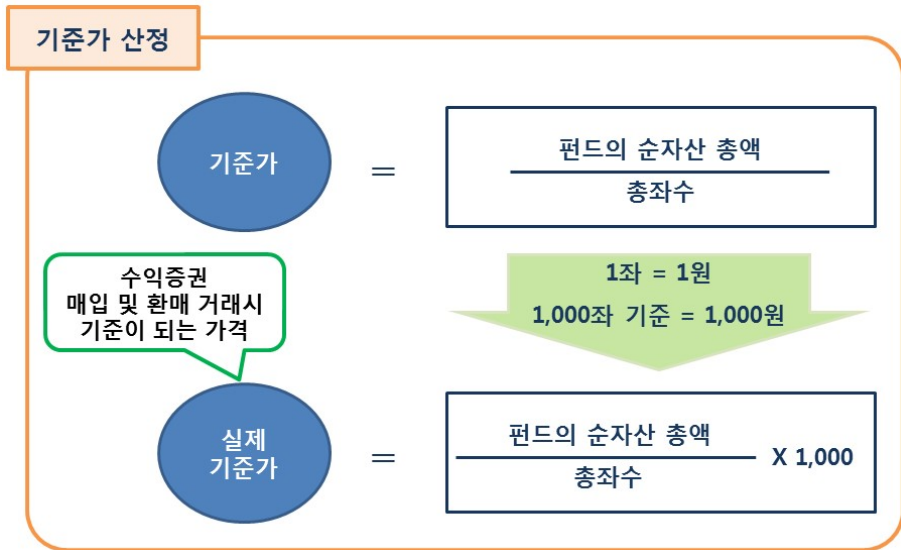 기준가 산정
기준가
=
펀드의 순자산 총액
총좌수
수익증권
매입 및 환매 거래시
기준이 되는 가격
1좌 = 1원
1,000좌 기준 = 1,000원
실제
기준가
=
펀드의 순자산 총액
총좌수
X 1,000